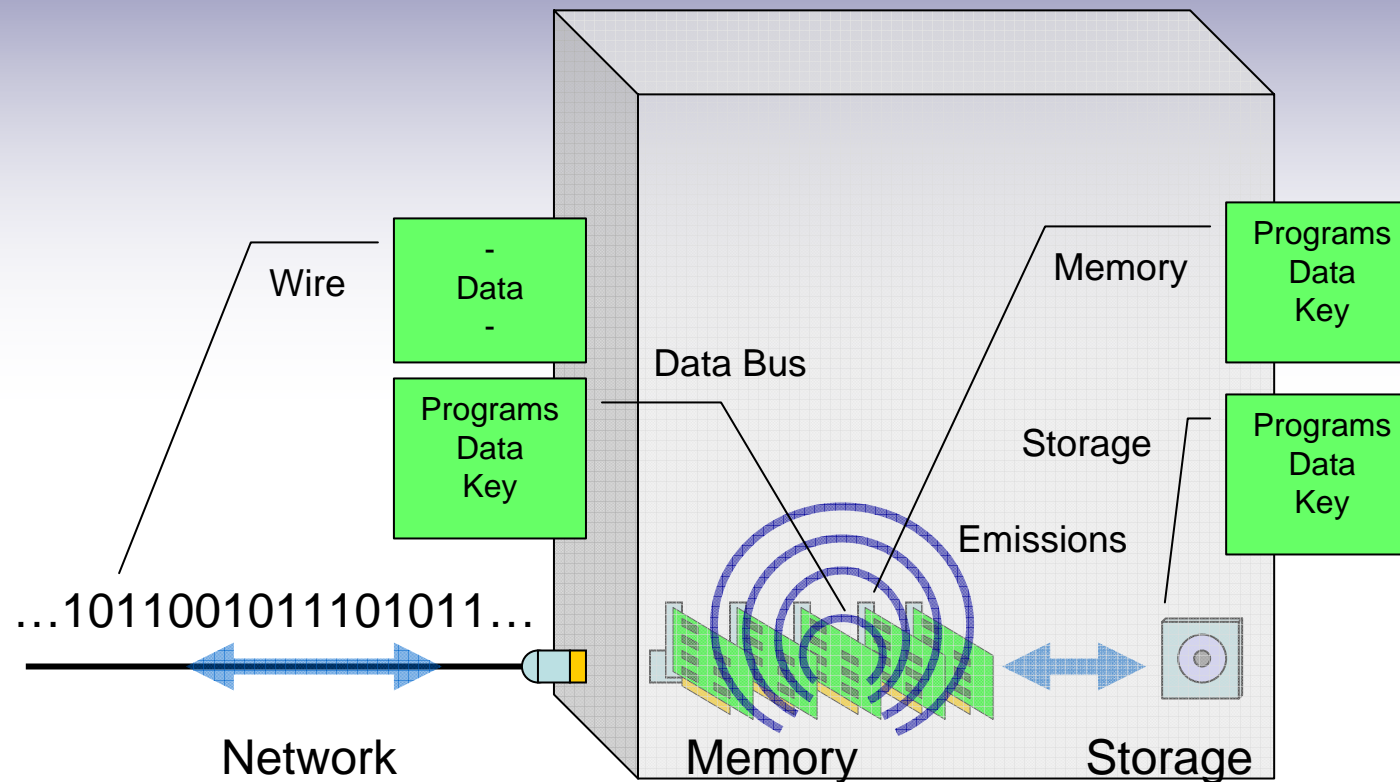 Wire
-
Data
-
Data Bus
Programs
Data
Key
Memory
Programs
Data
Key
Storage
Programs
Data
Key
Emissions
…1011001011101011…
Network
Memory
Storage